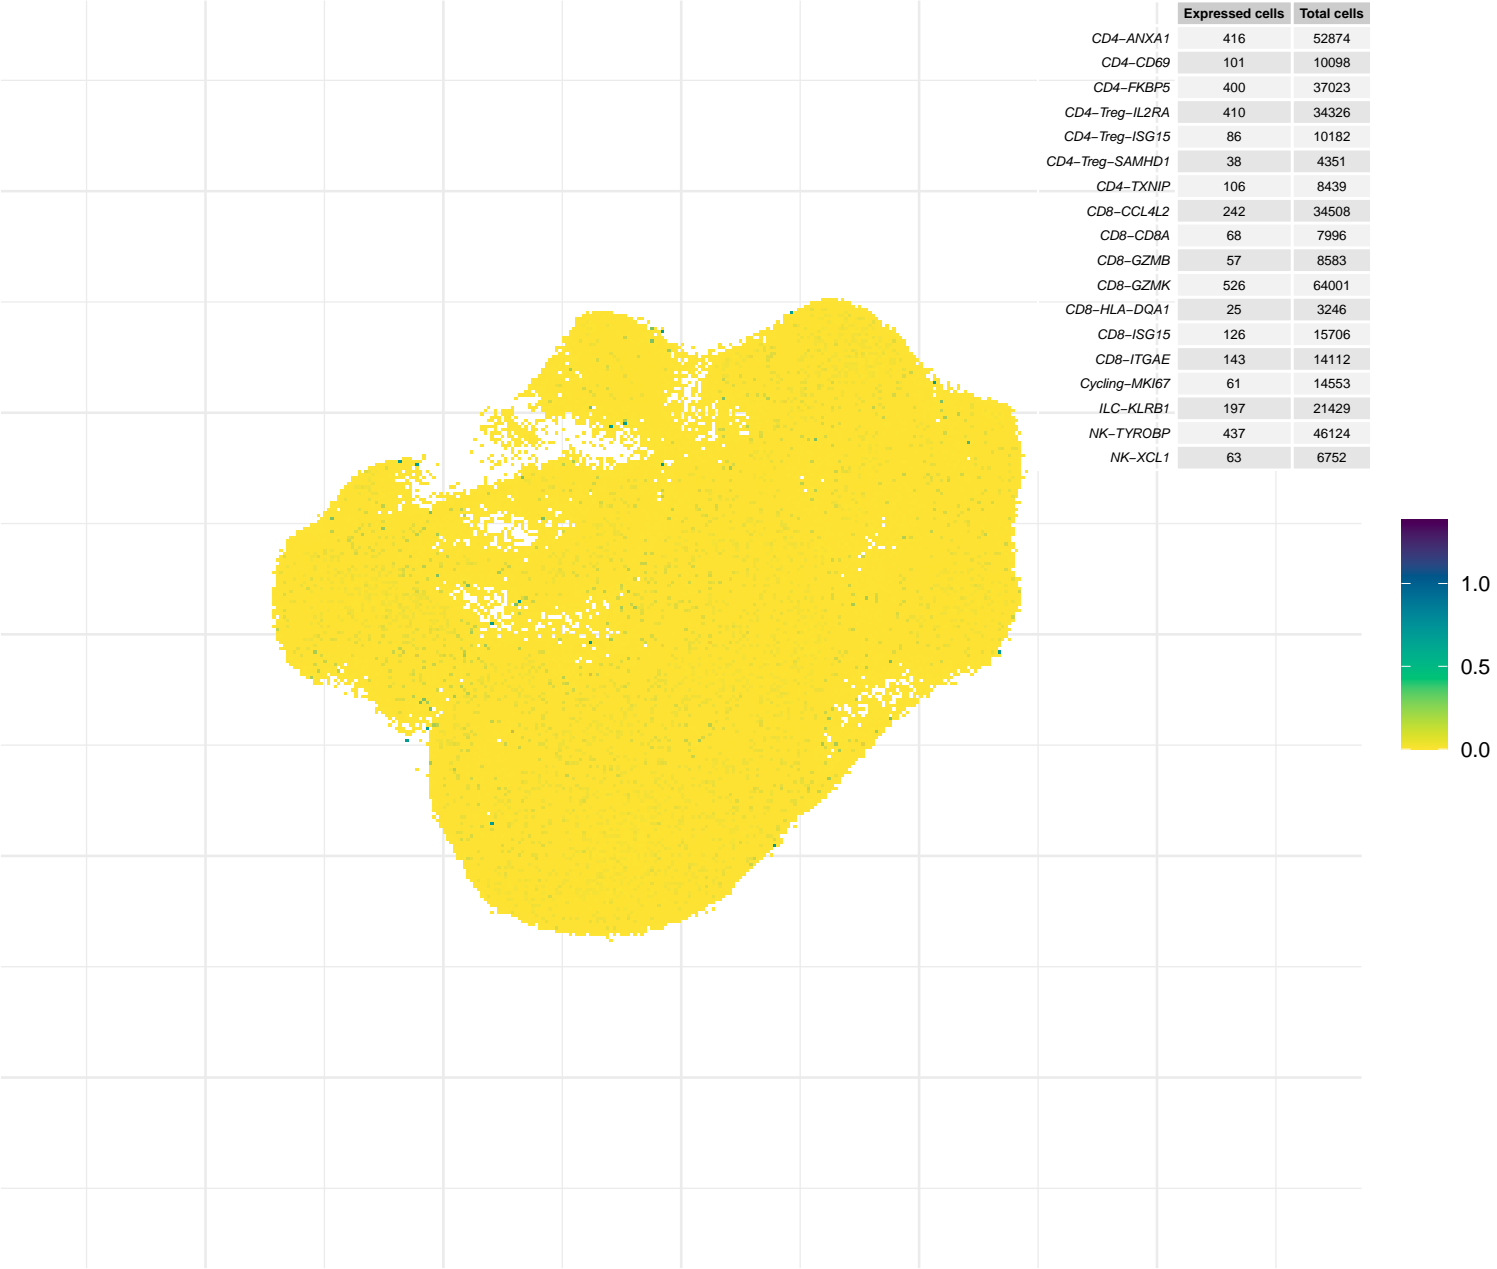 Expressed cells Total cells
CD4−ANXA1 416 52874
CD4−CD69 101 10098
CD4−FKBP5 400 37023
CD4−Treg−IL2RA 410 34326
CD4−Treg−ISG15 86 10182
CD4−Treg−SAMHD1 38 4351
CD4−TXNIP 106 8439
CD8−CCL4L2 242 34508
CD8−CD8A 68 7996
CD8−GZMB 57 8583
CD8−GZMK 526 64001
CD8−HLA−DQA1 25 3246
CD8−ISG15 126 15706
CD8−ITGAE 143 14112
Cycling−MKI67 61 14553
ILC−KLRB1 197 21429
NK−TYROBP 437 46124
NK−XCL1 63 6752
1.0
0.5
0.0